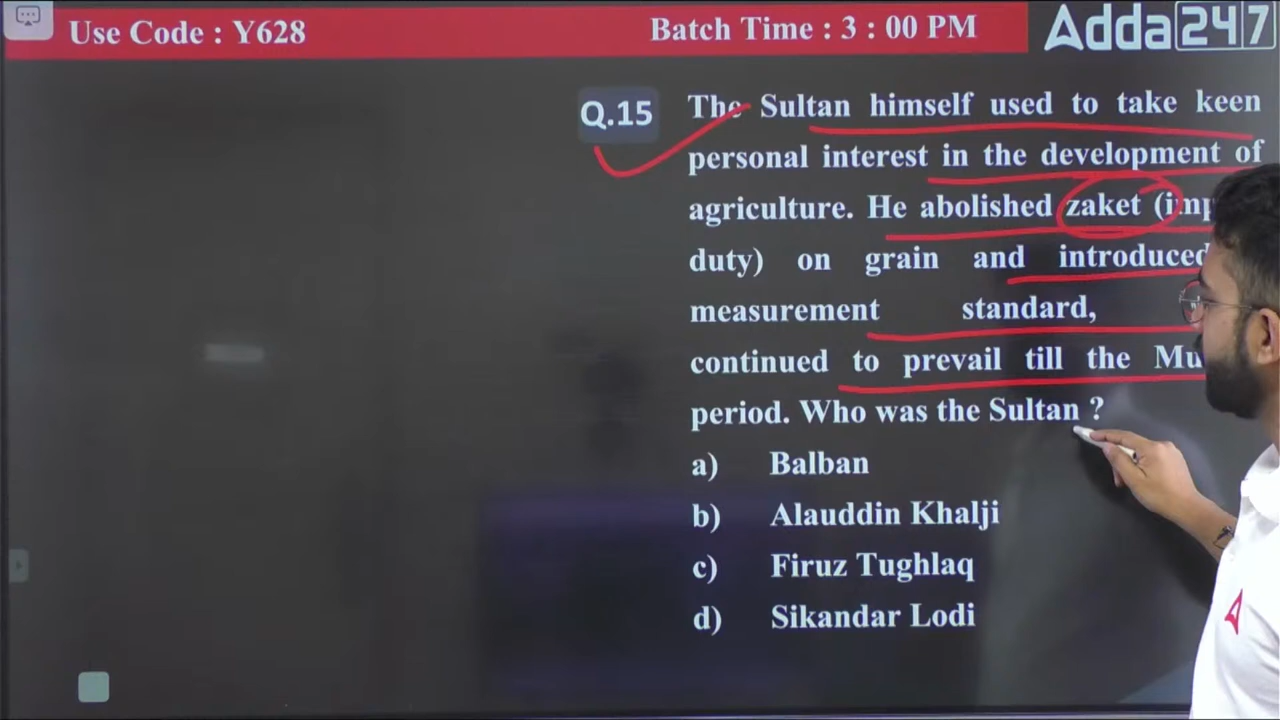 Use Code : Y628
Batch Time : 3 : 00 PM
Adda247
Q.15
The Sultan himself used to take keen
personal interest in the development of
agriculture. He abolished zaket (imp
duty) on grain and introduced
measurement standard,
continued to prevail till the Mu
period. Who was the Sultan ?
a) Balban
b) Alauddin Khalji
c) Firuz Tughlaq
d) Sikandar Lodi